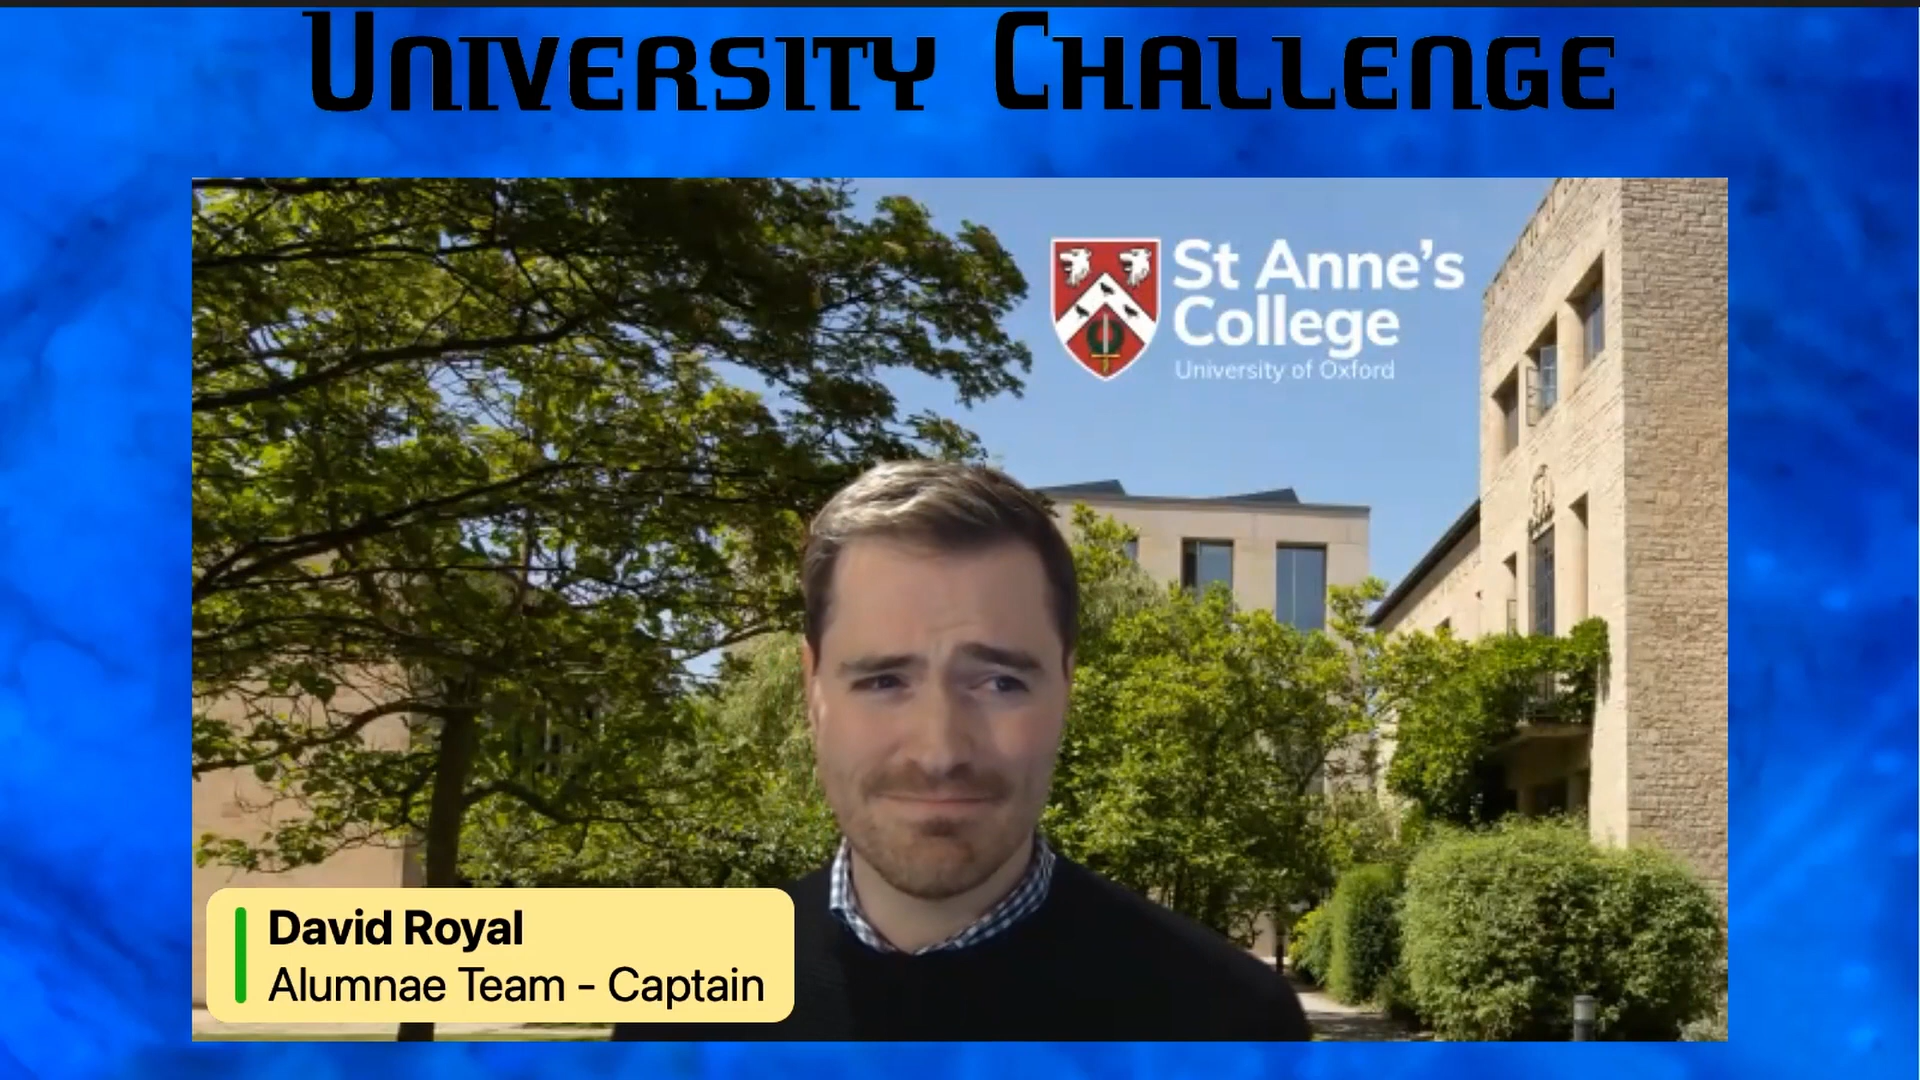 University Challenge
St Anne's
College
University of Oxford
David Royal
Alumnae Team - Captain